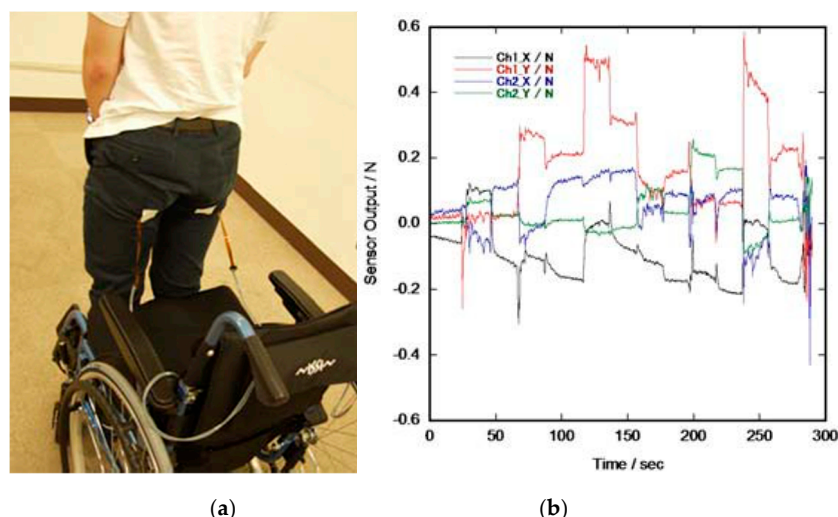 0.6
0.4
0.2
0.0
-0.2
-0.4
-0.6
Sensor Output / N
Ch1_X / N
Ch1_Y / N
Ch2_X / N
Ch2_Y / N
0 50 100 150 200 250 300
Time / sec
(a) (b)